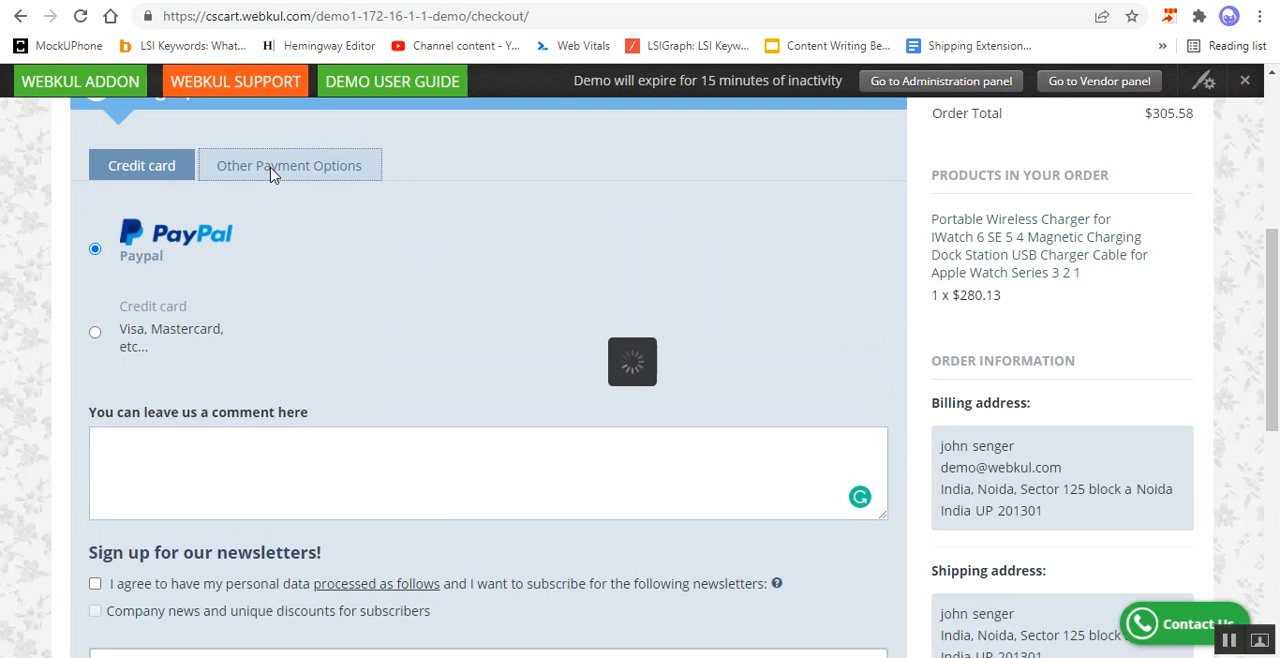 https://cscart.webkul.com/demo1-172-16-1-1-demo/checkout/
MockUPhone
LSI Keywords: What...
Hemingway Editor
Channel content - Y...
Web Vitals
LSIGraph: LSI Keyw...
Content Writing Be...
Shipping Extension...
»
Reading list
WEBKUL ADDON
WEBKUL SUPPORT
DEMO USER GUIDE
Demo will expire for 15 minutes of inactivity
Go to Administration panel
Go to Vendor panel
Order Total $305.58
Credit card
Other Payment Options
PayPal
Paypal
Credit card
Visa, Mastercard,
etc...
You can leave us a comment here
Sign up for our newsletters!
I agree to have my personal data processed as follows and I want to subscribe for the following newsletters:
Company news and unique discounts for subscribers
PRODUCTS IN YOUR ORDER
Portable Wireless Charger for
IWatch 6 SE 5 4 Magnetic Charging
Dock Station USB Charger Cable for
Apple Watch Series 3 2 1
1 x $280.13
ORDER INFORMATION
Billing address:
john senger
demo@webkul.com
India, Noida, Sector 125 block a Noida
India UP 201301
Shipping address:
john senger
India, Noida, Sector 125 block
Contact Us